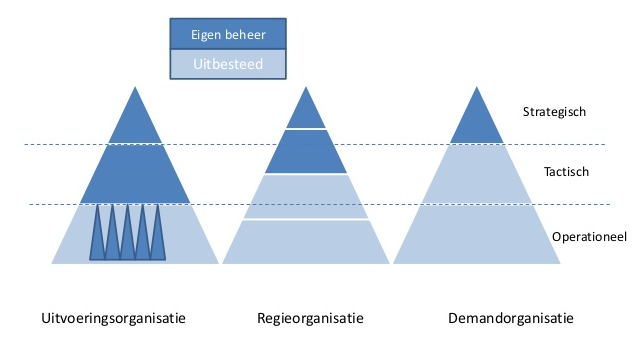 Eigen beheer
Uitbesteed
Strategisch
Tactisch
Operationeel
Uitvoeringsorganisatie
Regieorganisatie
Demandorganisatie